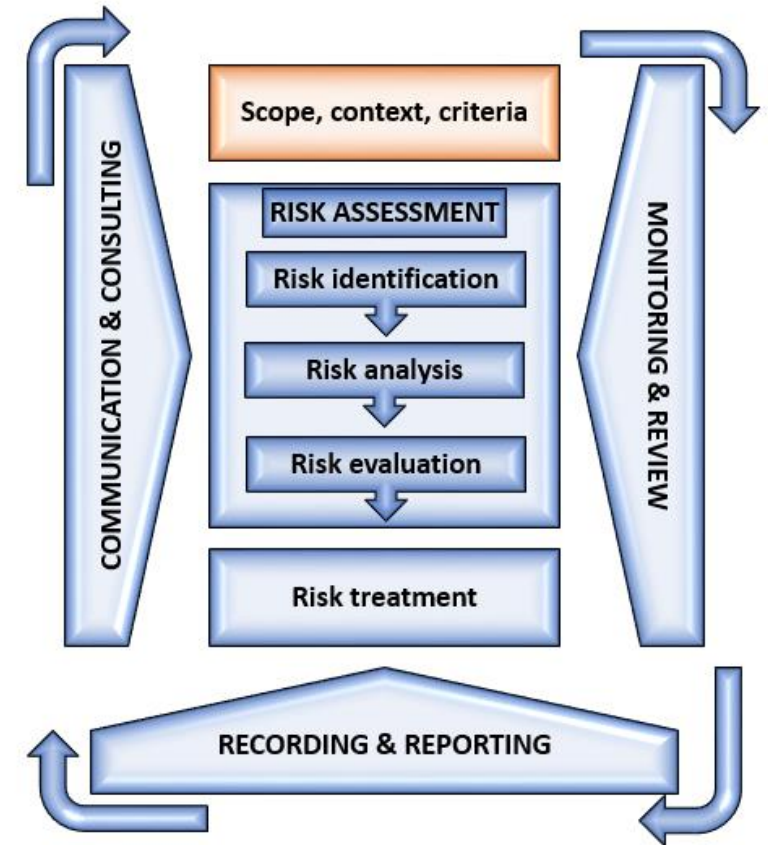 Scope, context, criteria
RISK ASSESSMENT
Risk identification
Risk analysis
Risk evaluation
Risk treatment
COMMUNICATION & CONSULTING
MONITORING & REVIEW
RECORDING & REPORTING